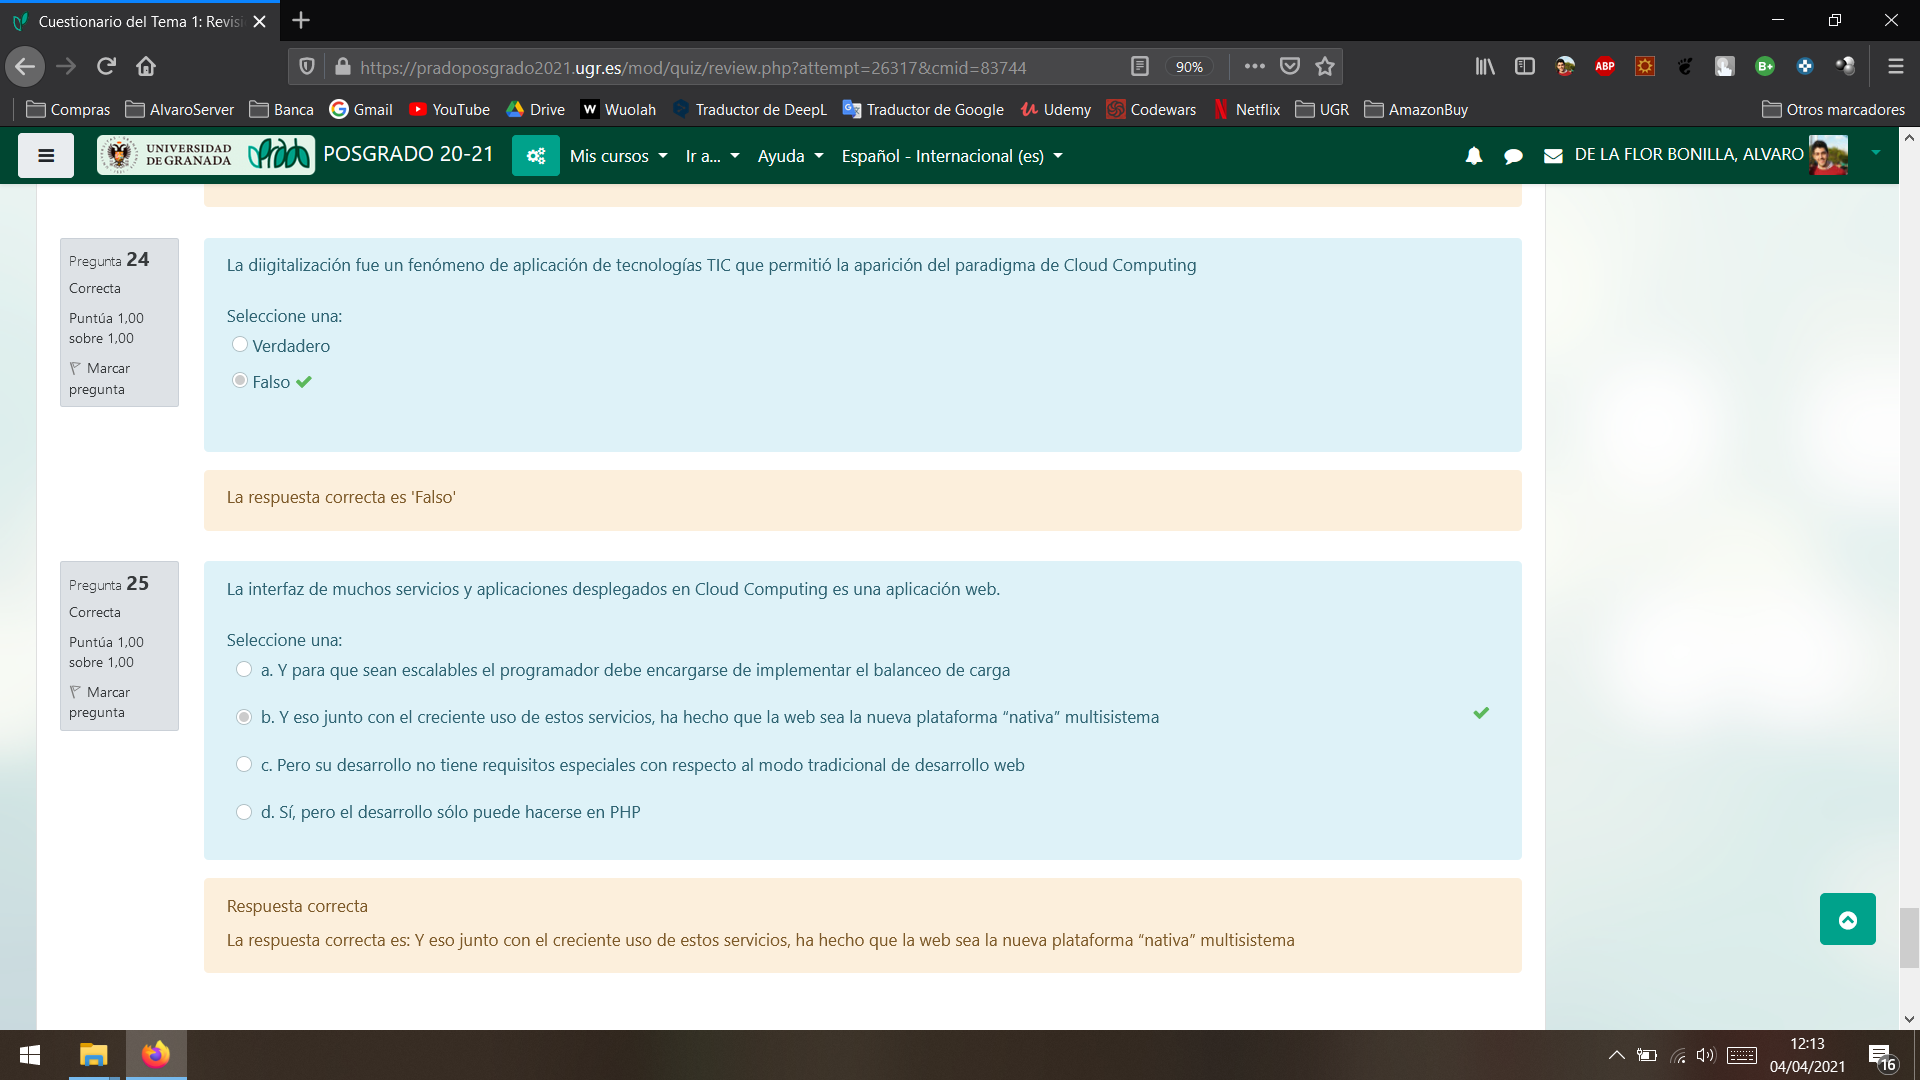 Cuestionario del Tema 1: Revisi
https://pradoposgrado2021.ugr.es/mod/quiz/review.php?attempt=26317&cmid=83744
90%
ABP
B+
Compras
AlvaroServer
Banca
Gmail
YouTube
Drive
Wuolah
Traductor de DeepL
Traductor de Google
Udemy
Codewars
Netflix
UGR
AmazonBuy
Otros marcadores
UNIVERSIDAD
DE GRANADA
POSGRADO 20-21
Mis cursos
Ir a...
Ayuda
Español - Internacional (es)
DE LA FLOR BONILLA, ALVARO
Pregunta 24
Correcta
Puntúa 1,00
sobre 1,00
Marcar
pregunta
La diigitalización fue un fenómeno de aplicación de tecnologías TIC que permitió la aparición del paradigma de Cloud Computing
Seleccione una:
Verdadero
Falso
La respuesta correcta es 'Falso'
Pregunta 25
Correcta
Puntúa 1,00
sobre 1,00
Marcar
pregunta
La interfaz de muchos servicios y aplicaciones desplegados en Cloud Computing es una aplicación web.
Seleccione una:
a. Y para que sean escalables el programador debe encargarse de implementar el balanceo de carga
b. Y eso junto con el creciente uso de estos servicios, ha hecho que la web sea la nueva plataforma “nativa” multisistema
c. Pero su desarrollo no tiene requisitos especiales con respecto al modo tradicional de desarrollo web
d. Sí, pero el desarrollo sólo puede hacerse en PHP
Respuesta correcta
La respuesta correcta es: Y eso junto con el creciente uso de estos servicios, ha hecho que la web sea la nueva plataforma “nativa” multisistema
12:13
04/04/2021
16